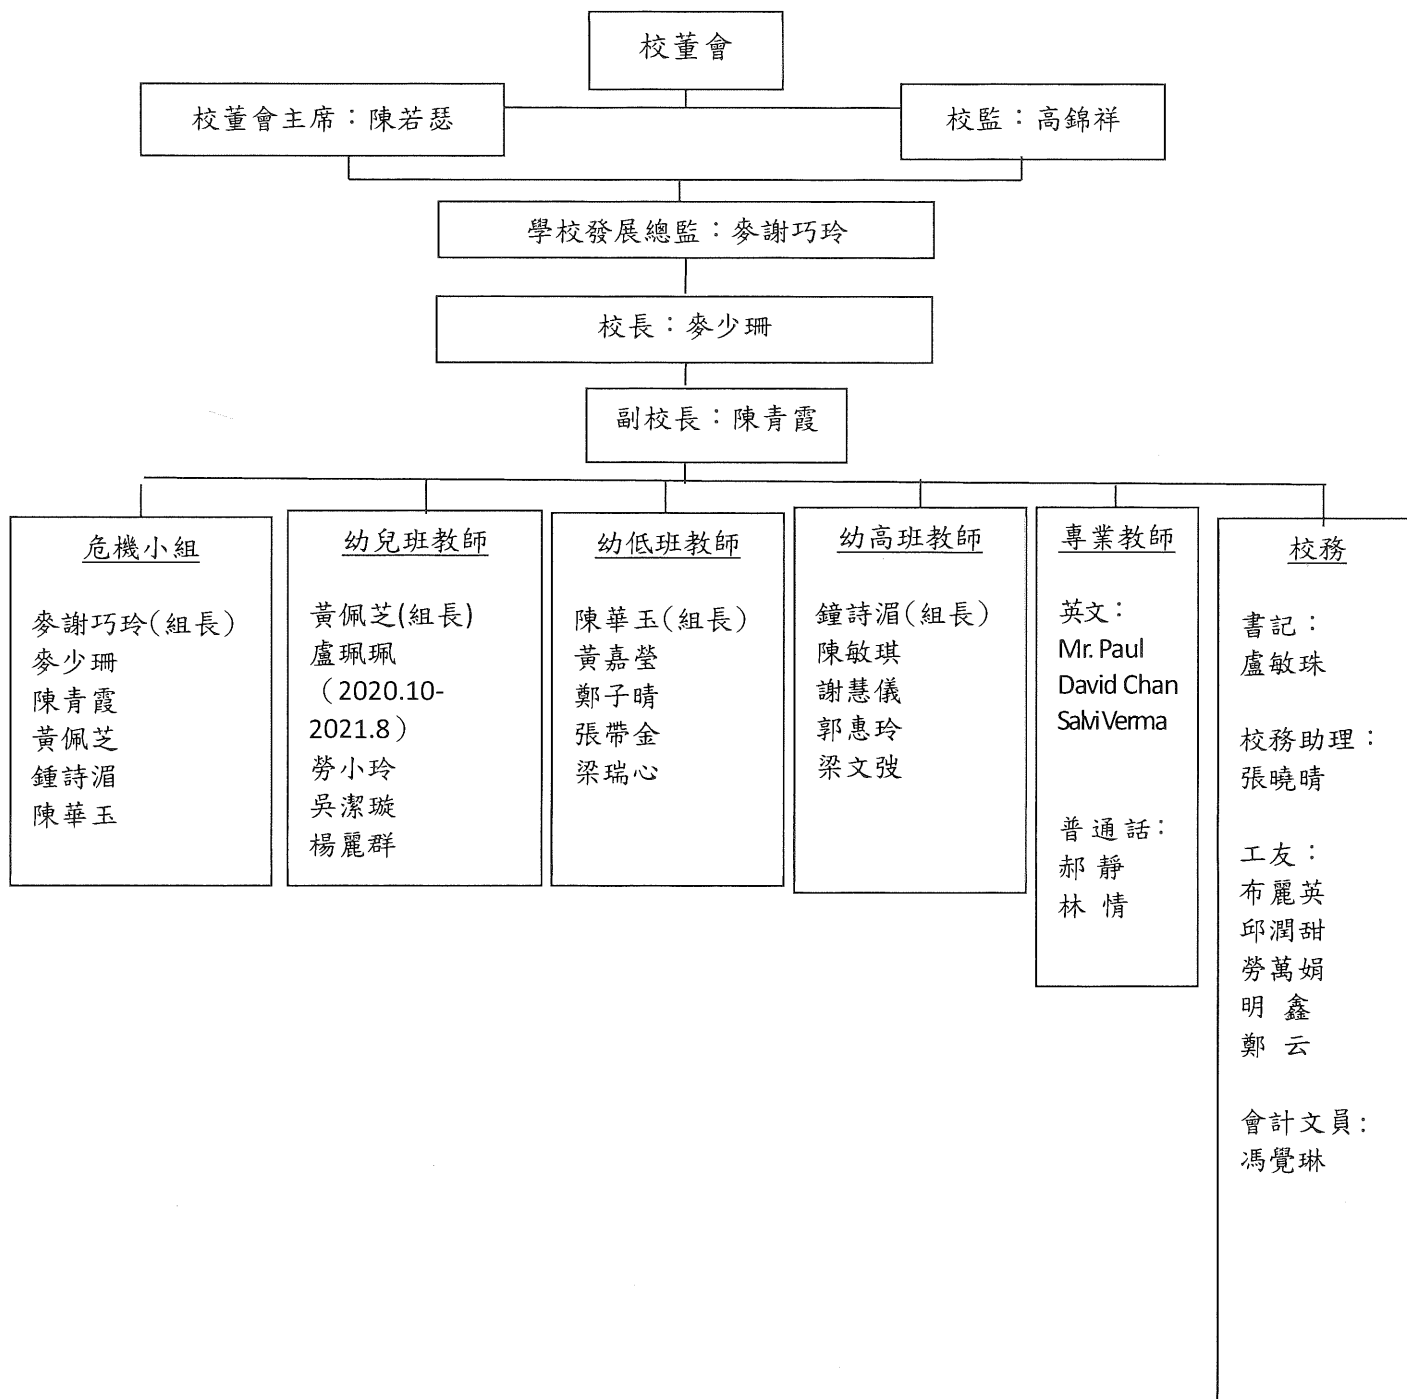 校董會
校董會主席：陳若瑟
校監：高錦祥
學校發展總監：麥謝巧玲
校長：麥少珊
副校長：陳青霞
危機小組
麥謝巧玲(組長)
麥少珊
陳青霞
黃佩芝
鍾詩湄
陳華玉
幼兒班教師
黃佩芝(組長)
盧珮珮
（2020.10-
2021.8）
勞小玲
吳潔璇
楊麗群
幼低班教師
陳華玉(組長)
黃嘉瑩
鄭子晴
張帶金
梁瑞心
幼高班教師
鐘詩湄(組長)
陳敏琪
謝慧儀
郭惠玲
梁文弢
專業教師
英文：
Mr. Paul
David Chan
Salvi Verma
普通話：
郝 靜
林 情
校務
書記：
盧敏珠
校務助理：
張曉晴
工友：
布麗英
邱潤甜
勞萬娟
明 鑫
鄭 云
會計文員：
馮覺琳